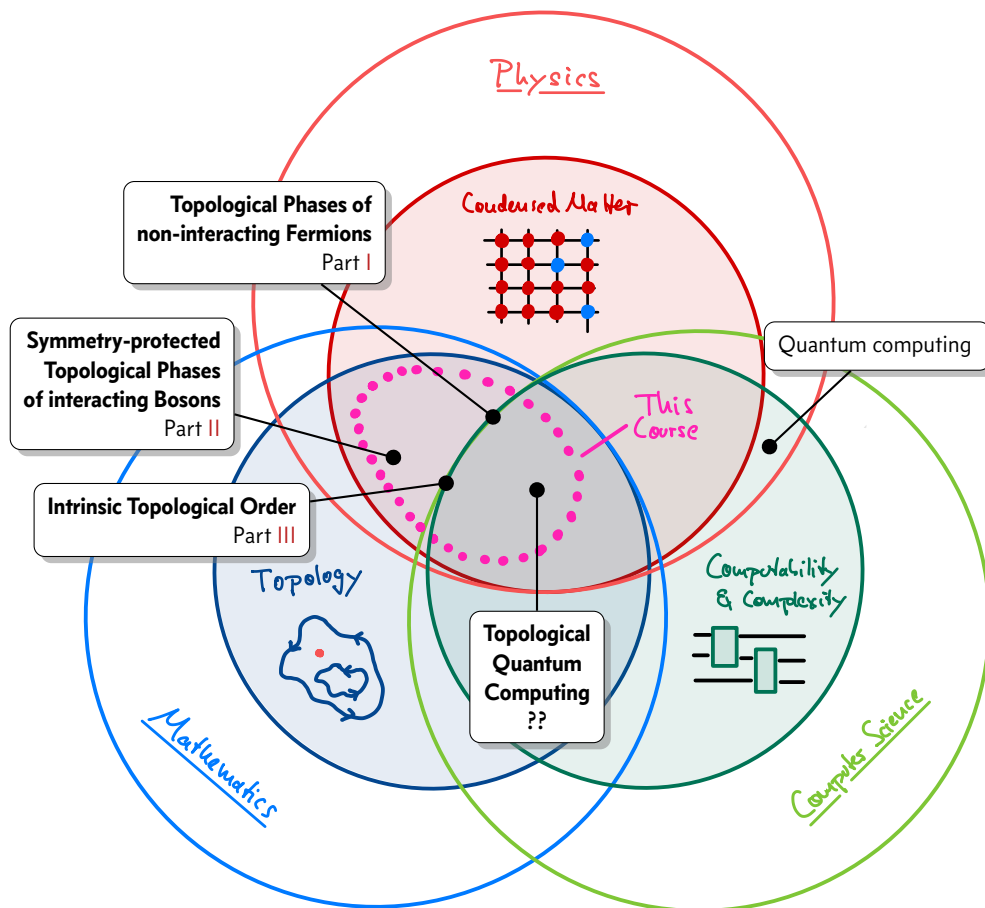 Physics
Topological Phases of
non-interacting Fermions
Part I
Condensed Matter
Symmetry-protected
Topological Phases
of interacting Bosons
Part II
Quantum computing
This
Course
Intrinsic Topological Order
Part III
Topology
Computability
& Complexity
Topological
Quantum
Computing
??
Mathematics
Computer Science